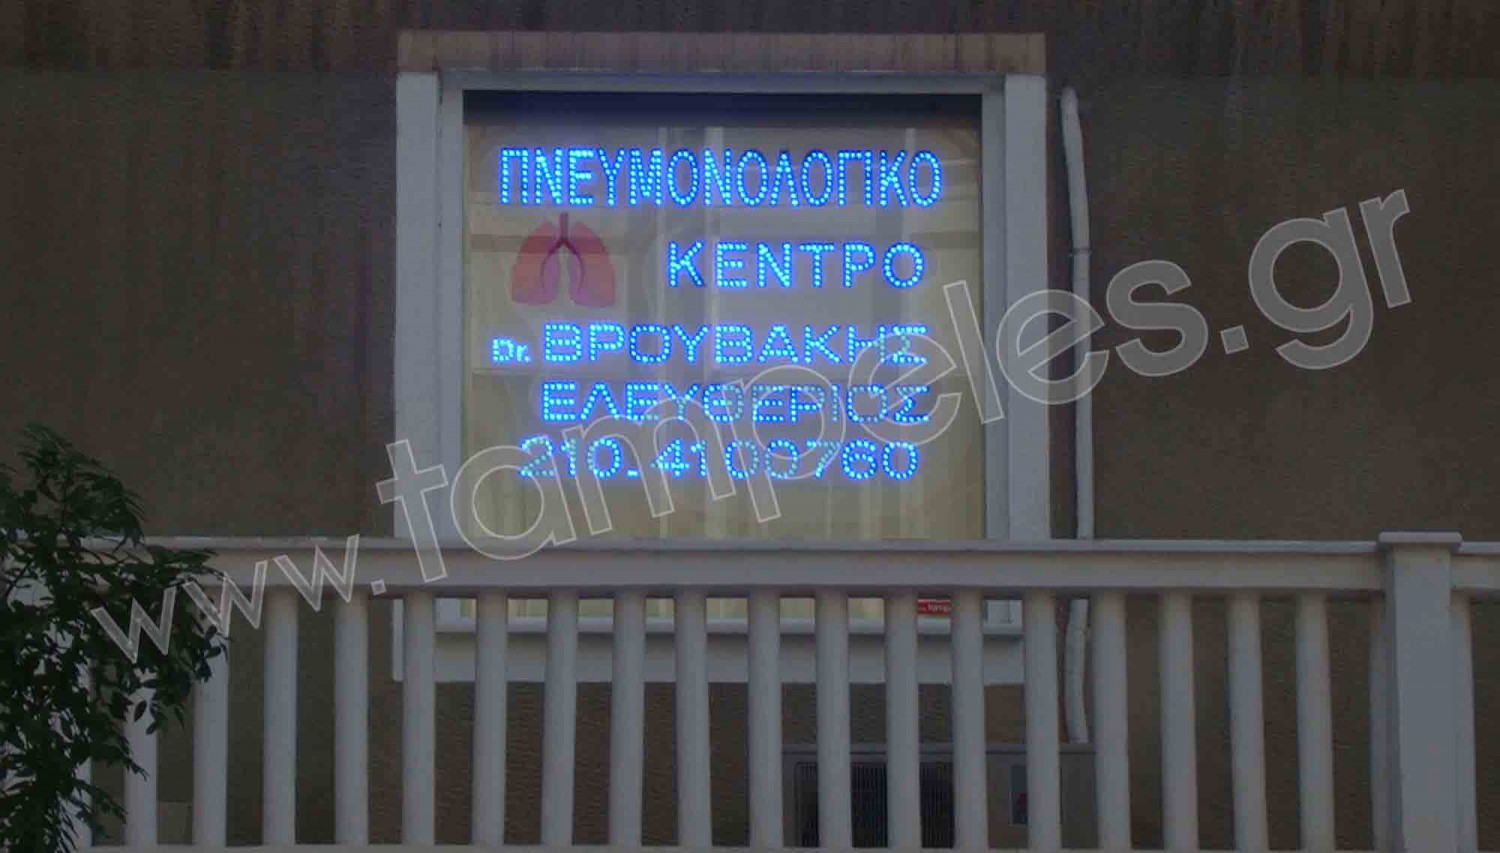 ΠΝΕΥΜΟΝΟΛΟΓΙΚΟ
ΚΕΝΤΡΟ
Dr. ΒΡΟΥΒΑΚΗΣ
ΕΛΕΥΘΕΡΙΟΣ
210.4100760
www.tampeles.gr